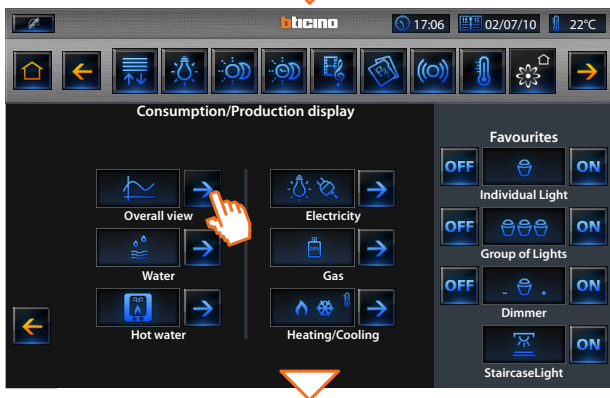 bticino
17:06
02/07/10
22°C
Consumption/Production display
Overall view
Electricity
Water
Gas
Hot water
Heating/Cooling
Favourites
OFF
ON
Individual Light
OFF
ON
Group of Lights
OFF
ON
Dimmer
ON
StaircaseLight